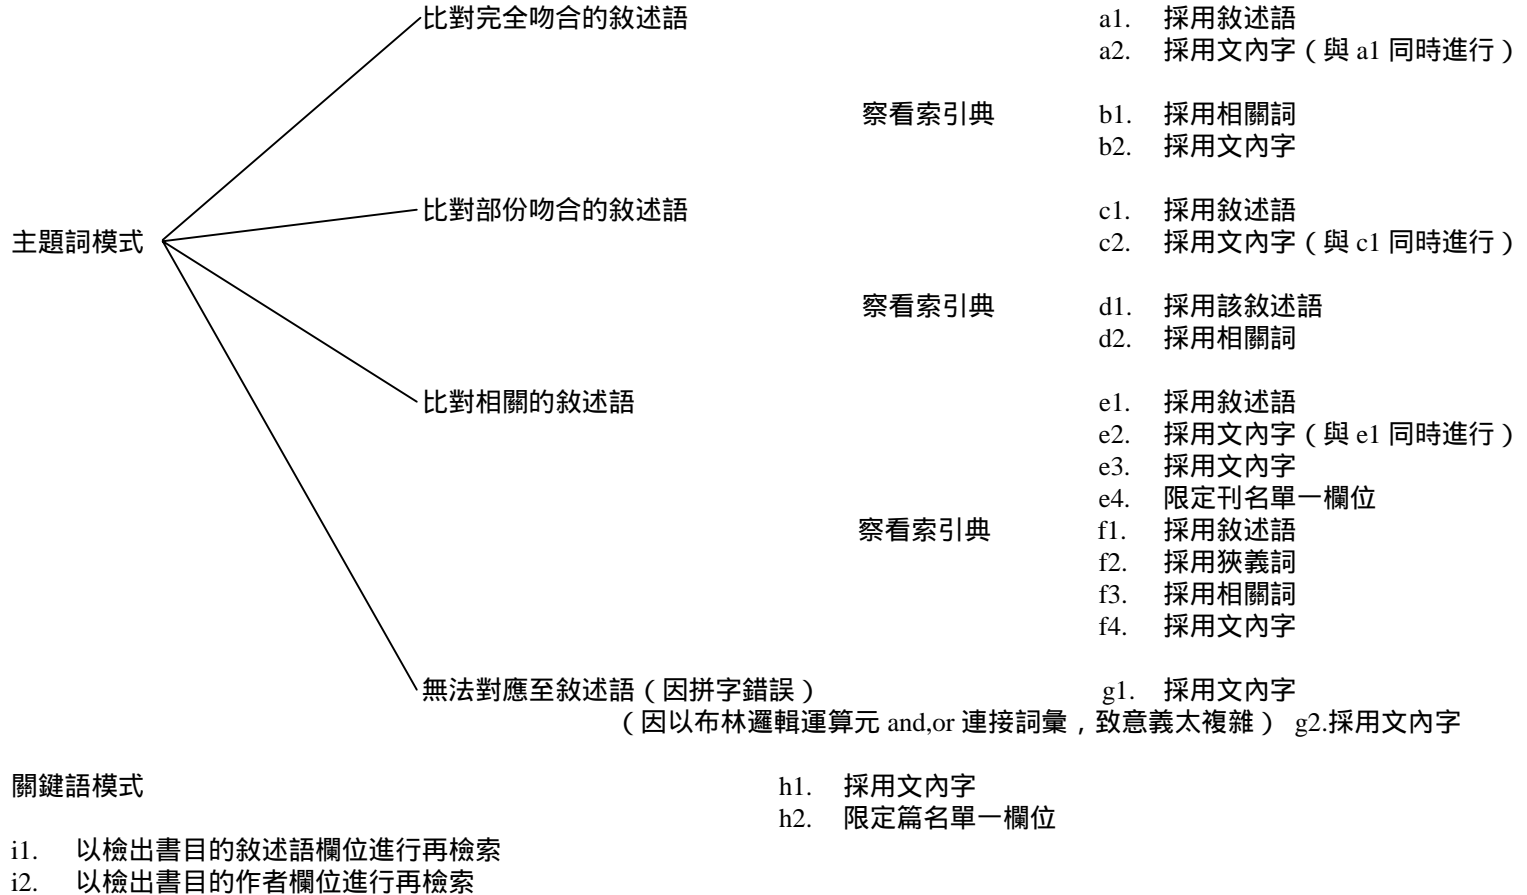 比對完全吻合的敘述語 a1. 採用敘述語
a2. 採用文內字（與 a1 同時進行）
察看索引典 b1. 採用相關詞
b2. 採用文內字
比對部份吻合的敘述語 c1. 採用敘述語
主題詞模式 c2. 採用文內字（與 c1 同時進行）
察看索引典 d1. 採用該敘述語
d2. 採用相關詞
比對相關的敘述語 e1. 採用敘述語
e2. 採用文內字（與 e1 同時進行）
e3. 採用文內字
e4. 限定刊名單一欄位
察看索引典 f1. 採用敘述語
f2. 採用狹義詞
f3. 採用相關詞
f4. 採用文內字
無法對應至敘述語（因拼字錯誤） g1. 採用文內字
（因以布林邏輯運算元 and,or 連接詞彙，致意義太複雜） g2.採用文內字
關鍵語模式 h1. 採用文內字
h2. 限定篇名單一欄位
i1. 以檢出書目的敘述語欄位進行再檢索
i2. 以檢出書目的作者欄位進行再檢索